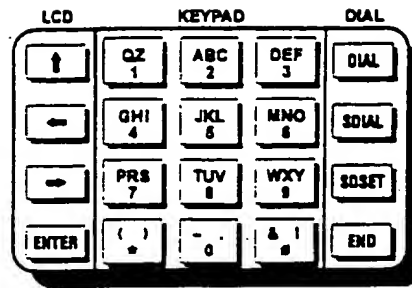 LCD KEYPAD DIAL
↑ QZ ABC DEF DIAL
1 2 3
← GHI JKL MNO SDIAL
4 5 6
→ PRS TUV WXY SDSET
7 8 9
ENTER ( ) - . & ! END
* 0 #